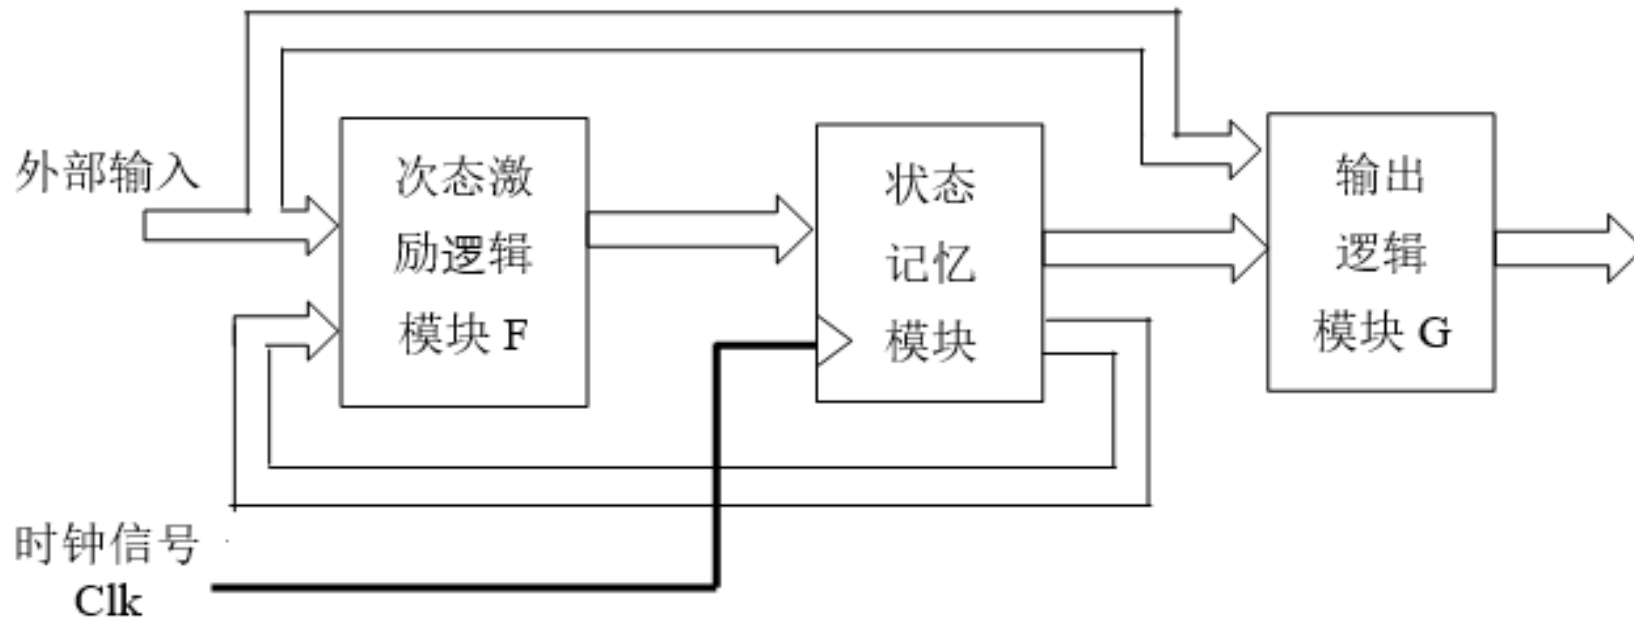 外部输入
次态激
励逻辑
模块 F
状态
记忆
模块
输出
逻辑
模块 G
时钟信号
Clk